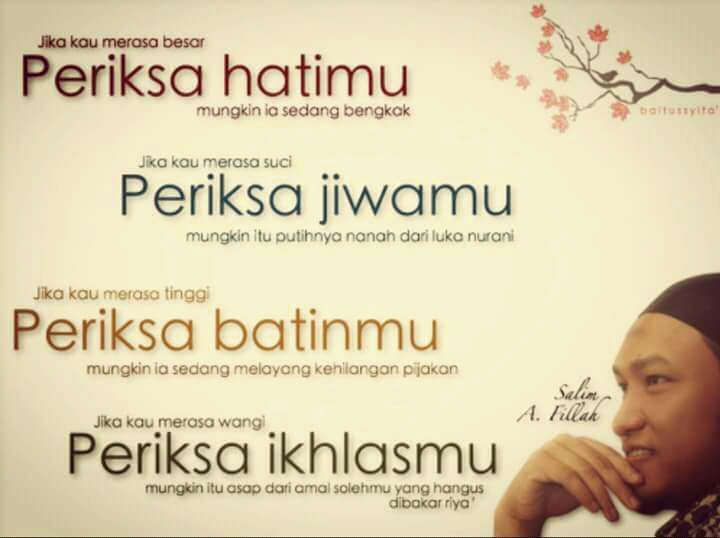 Jika kau merasa besar
Periksa hatimu
mungkin ia sedang bengkak
baitussyifa'
Jika kau merasa suci
Periksa jiwamu
mungkin itu putihnya nanah dari luka nurani
Jika kau merasa tinggi
Periksa batinmu
mungkin ia sedang melayang kehilangan pijakan
Salim
A. Fillah
Jika kau merasa wangi
Periksa ikhlasmu
mungkin itu asap dari amal solehmu yang hangus
dibakar riya'